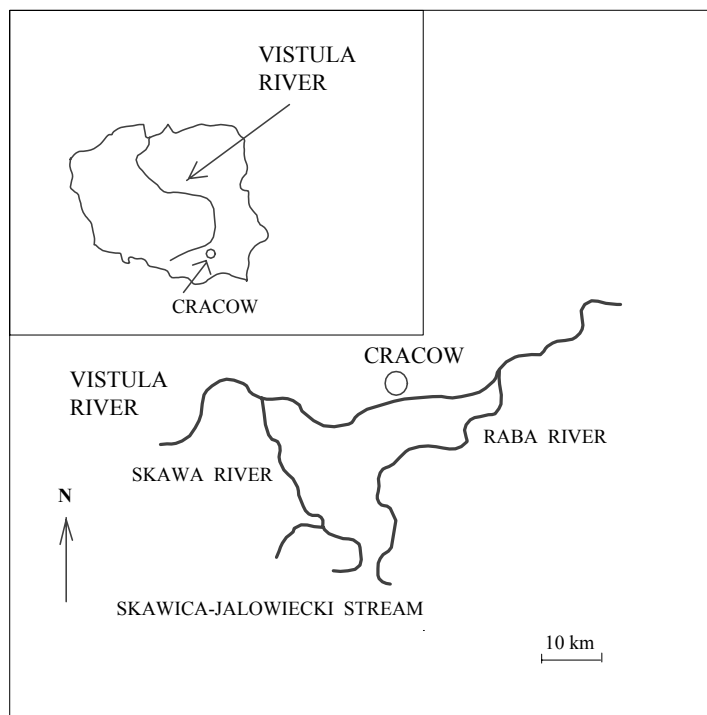 VISTULA
RIVER
CRACOW
CRACOW
VISTULA
RIVER
RABA RIVER
SKAWA RIVER
N
SKAWICA-JALOWIECKI STREAM
10 km